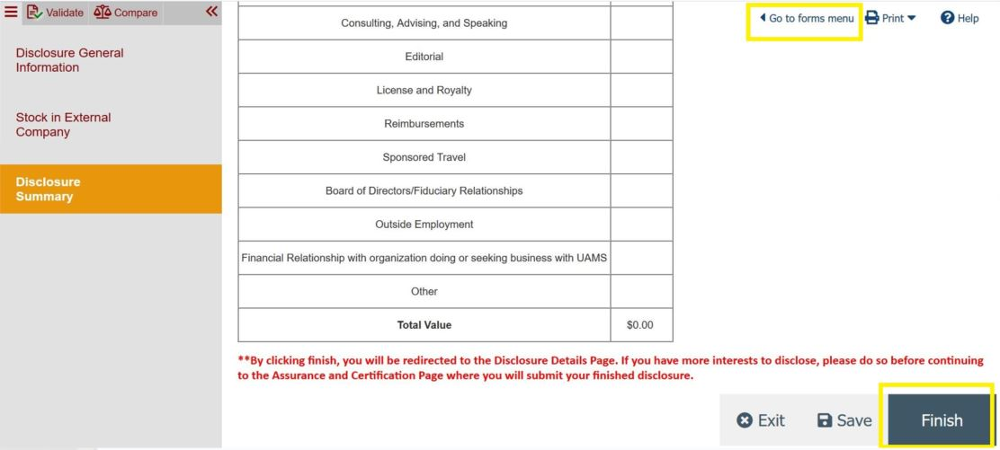 Validate Compare
Go to forms menu Print Help
Disclosure General
Information
Stock in External
Company
Disclosure
Summary
Consulting, Advising, and Speaking
Editorial
License and Royalty
Reimbursements
Sponsored Travel
Board of Directors/Fiduciary Relationships
Outside Employment
Financial Relationship with organization doing or seeking business with UAMS
Other
Total Value $0.00
**By clicking finish, you will be redirected to the Disclosure Details Page. If you have more interests to disclose, please do so before continuing
to the Assurance and Certification Page where you will submit your finished disclosure.
Exit Save Finish